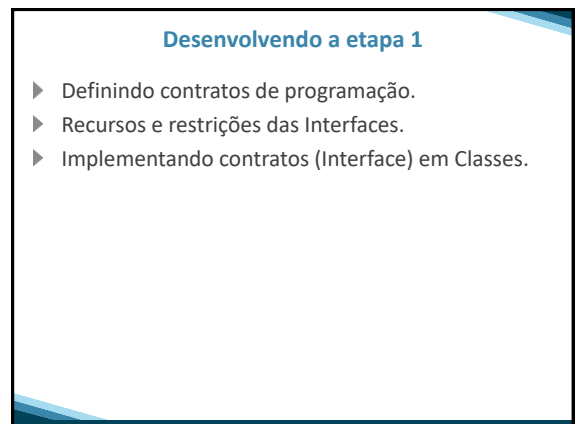 Desenvolvendo a etapa 1
Definindo contratos de programação.
Recursos e restrições das Interfaces.
Implementando contratos (Interface) em Classes.